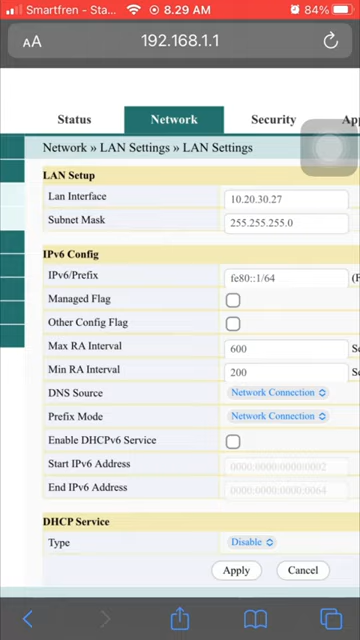 Smartfren - Sta... 8.29 AM 84%
AA 192.168.1.1
Status Network Security
Network » LAN Settings » LAN Settings
LAN Setup
Lan Interface 10.20.30.27
Subnet Mask 255.255.255.0
IPv6 Config
IPv6/Prefix fe80::1/64
Managed Flag
Other Config Flag
Max RA Interval 600
Min RA Interval 200
DNS Source Network Connection
Prefix Mode Network Connection
Enable DHCPv6 Service
Start IPv6 Address 0000:0000:0000:0002
End IPv6 Address 0000:0000:0000:0064
DHCP Service
Type Disable
Apply Cancel